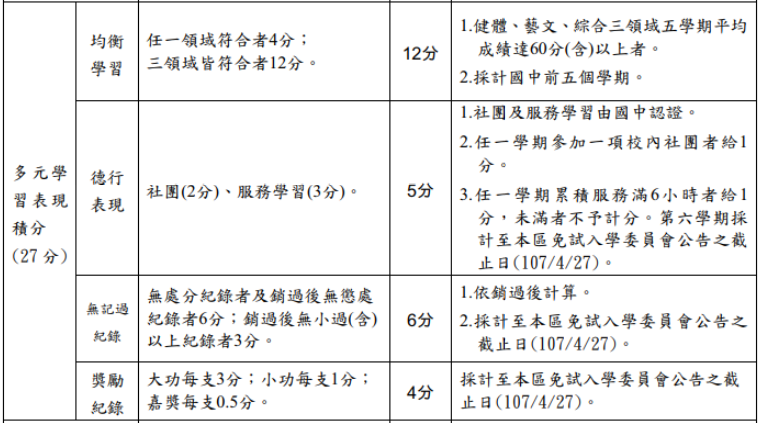 多元學
習表現
積分
(27 分)
均衡
學習
任一領域符合者4分；
三領域皆符合者12分。
12分
1.健體、藝文、綜合三領域五學期平均
成績達60分(含)以上者。
2.採計國中前五個學期。
德行
表現
社團(2分)、服務學習(3分)。
5分
1.社團及服務學習由國中認證。
2.任一學期參加一項校內社團者給1
分。
3.任一學期累積服務滿6小時者給1
分，未滿者不予計分。第六學期採
計至本區免試入學委員會公告之截
止日(107/4/27)。
無記過
紀錄
無處分紀錄者及銷過後無懲處
紀錄者6分；銷過後無小過(含)
以上紀錄者3分。
6分
1.依銷過後計算。
2.採計至本區免試入學委員會公告之
截止日(107/4/27)。
獎勵
紀錄
大功每支3分；小功每支1分；
嘉獎每支0.5分。
4分
採計至本區免試入學委員會公告之截
止日(107/4/27)。